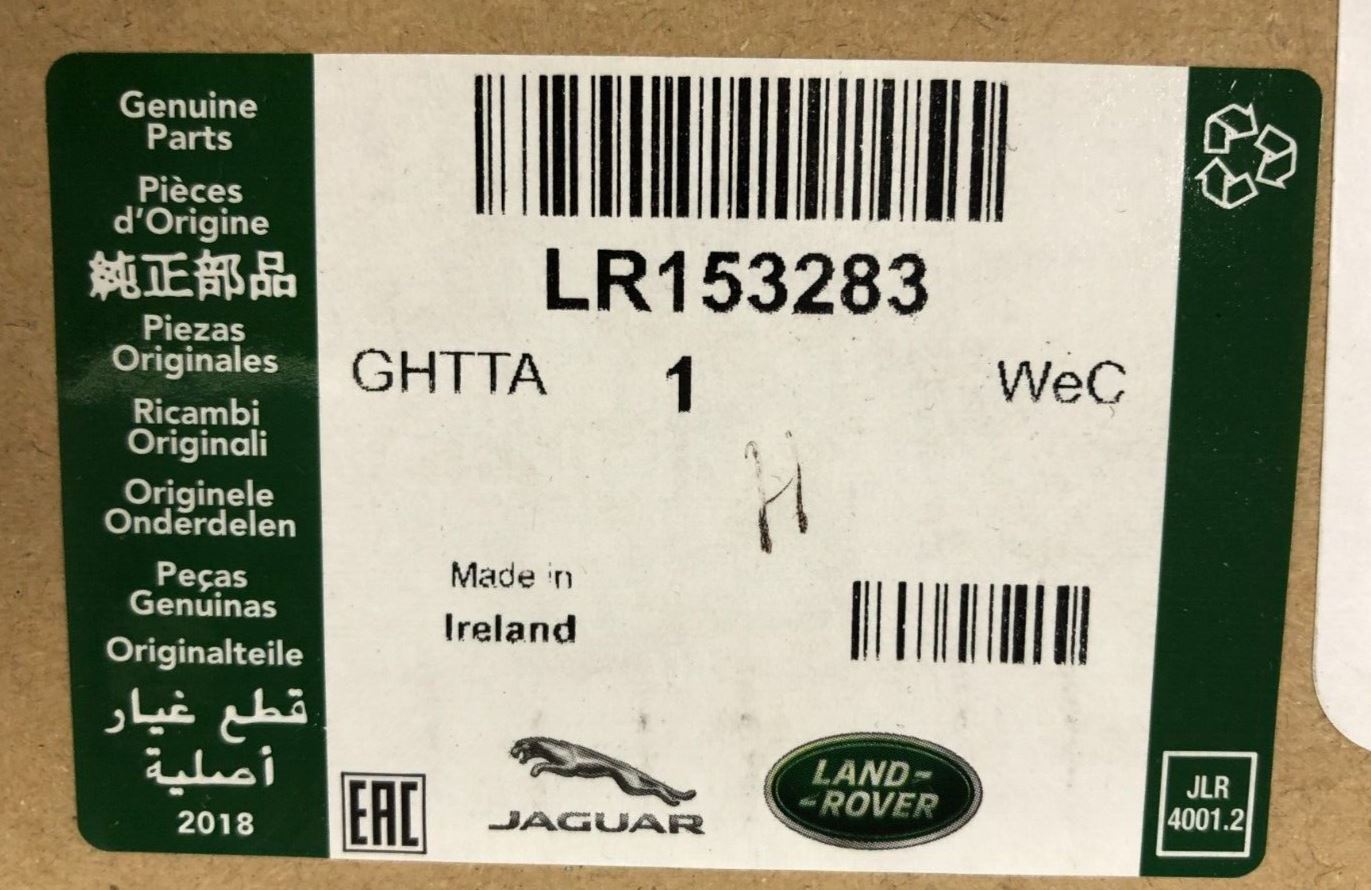 Genuine
Parts
Pièces
d'Origine
純正部品
Piezas
Originales
Ricambi
Originali
Originele
Onderdelen
Peças
Genuinas
Originalteile
قطع غيار
أصلية
2018
LR153283
GHTTA 1 WeC
H
Made in
Ireland
EAC
JAGUAR
LAND-
-ROVER
JLR
4001.2